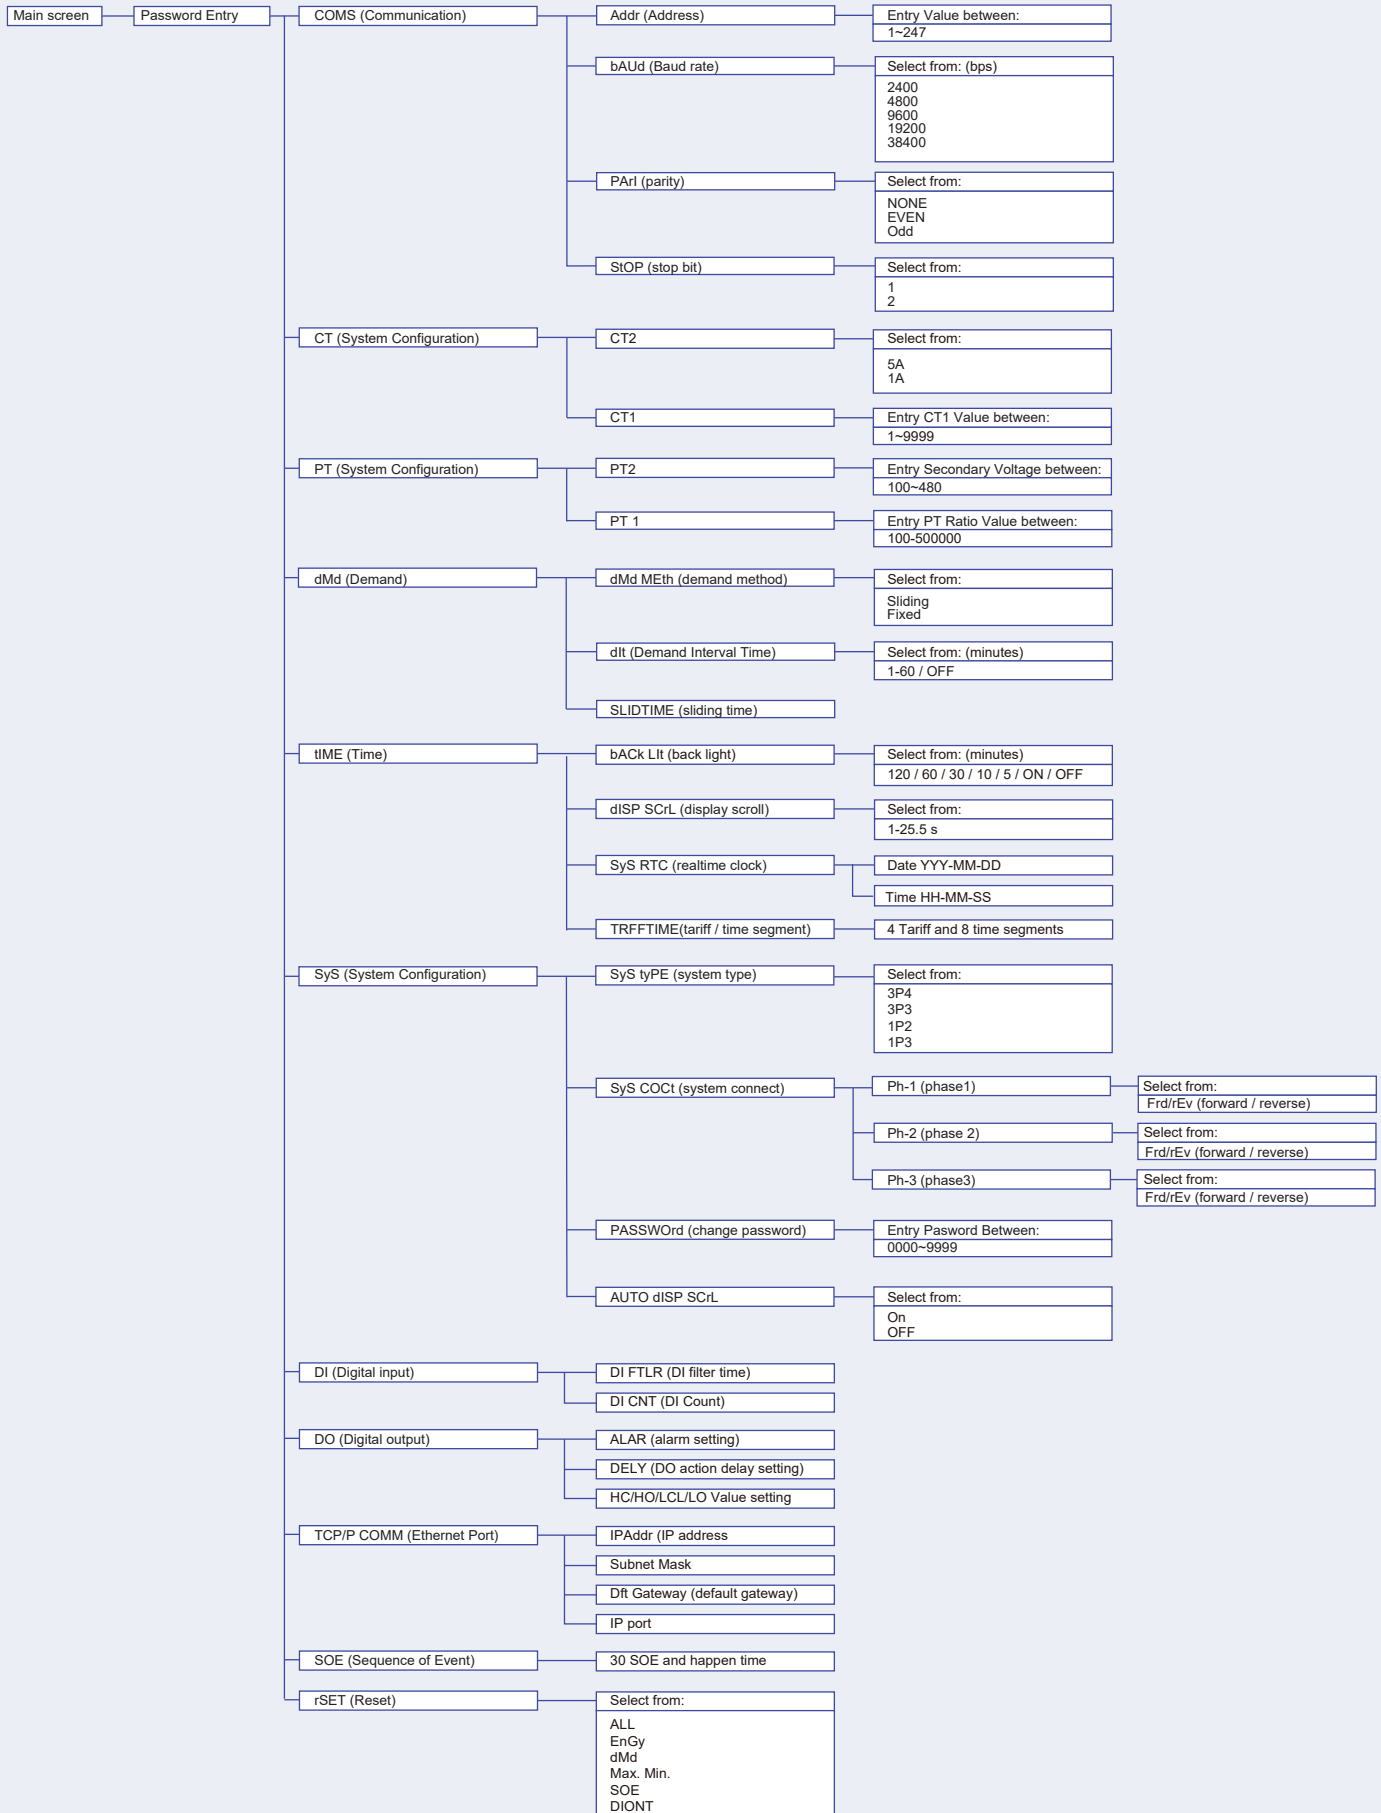 Main screen
Password Entry
COMS (Communication)
Addr (Address)
Entry Value between:
1~247
bAUd (Baud rate)
Select from: (bps)
2400
4800
9600
19200
38400
PArI (parity)
Select from:
NONE
EVEN
Odd
StOP (stop bit)
Select from:
1
2
CT (System Configuration)
CT2
Select from:
5A
1A
CT1
Entry CT1 Value between:
1~9999
PT (System Configuration)
PT2
Entry Secondary Voltage between:
100~480
PT 1
Entry PT Ratio Value between:
100-500000
dMd (Demand)
dMd MEth (demand method)
Select from:
Sliding
Fixed
dIt (Demand Interval Time)
Select from: (minutes)
1-60 / OFF
SLIDTIME (sliding time)
tIME (Time)
bACk LIt (back light)
Select from: (minutes)
120 / 60 / 30 / 10 / 5 / ON / OFF
dISP SCrL (display scroll)
Select from:
1-25.5 s
SyS RTC (realtime clock)
Date YYY-MM-DD
Time HH-MM-SS
TRFFTIME(tariff / time segment)
4 Tariff and 8 time segments
SyS (System Configuration)
SyS tyPE (system type)
Select from:
3P4
3P3
1P2
1P3
SyS COCt (system connect)
Ph-1 (phase1)
Select from:
Frd/rEv (forward / reverse)
Ph-2 (phase 2)
Select from:
Frd/rEv (forward / reverse)
Ph-3 (phase3)
Select from:
Frd/rEv (forward / reverse)
PASSWOrd (change password)
Entry Pasword Between:
0000~9999
AUTO dISP SCrL
Select from:
On
OFF
DI (Digital input)
DI FTLR (DI filter time)
DI CNT (DI Count)
DO (Digital output)
ALAR (alarm setting)
DELY (DO action delay setting)
HC/HO/LCL/LO Value setting
TCP/P COMM (Ethernet Port)
IPAddr (IP address
Subnet Mask
Dft Gateway (default gateway)
IP port
SOE (Sequence of Event)
30 SOE and happen time
rSET (Reset)
Select from:
ALL
EnGy
dMd
Max. Min.
SOE
DIONT